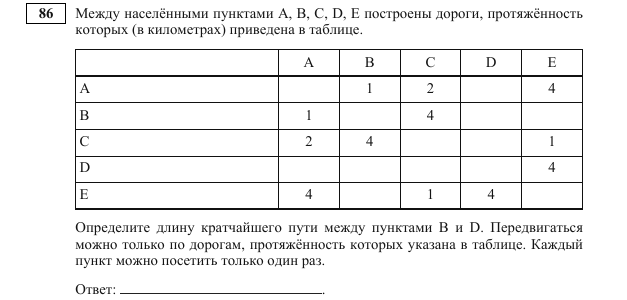 86 Между населёнными пунктами A, B, C, D, E построены дороги, протяжённость
которых (в километрах) приведена в таблице.
A B C D E
A 1 2 4
B 1 4
C 2 4 1
D 4
E 4 1 4
Определите длину кратчайшего пути между пунктами B и D. Передвигаться
можно только по дорогам, протяжённость которых указана в таблице. Каждый
пункт можно посетить только один раз.
Ответ: .